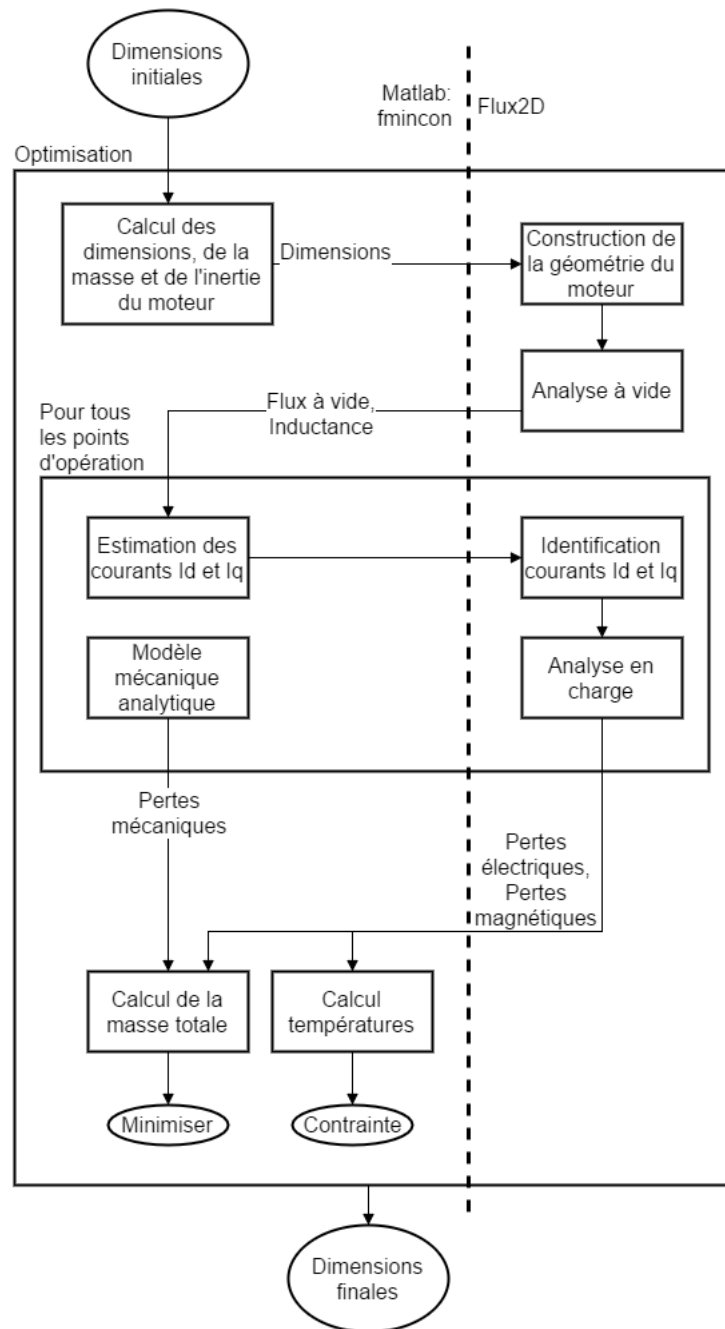 Dimensions
initiales
Matlab:
fmincon
Flux2D
Optimisation
Calcul des
dimensions, de la
masse et de l'inertie
du moteur
Dimensions
Construction de
la géométrie du
moteur
Analyse à vide
Flux à vide,
Inductance
Pour tous
les points
d'opération
Estimation des
courants Id et Iq
Identification
courants Id et Iq
Modèle
mécanique
analytique
Analyse en
charge
Pertes
mécaniques
Pertes
électriques,
Pertes
magnétiques
Calcul de la
masse totale
Calcul
températures
Minimiser
Contrainte
Dimensions
finales